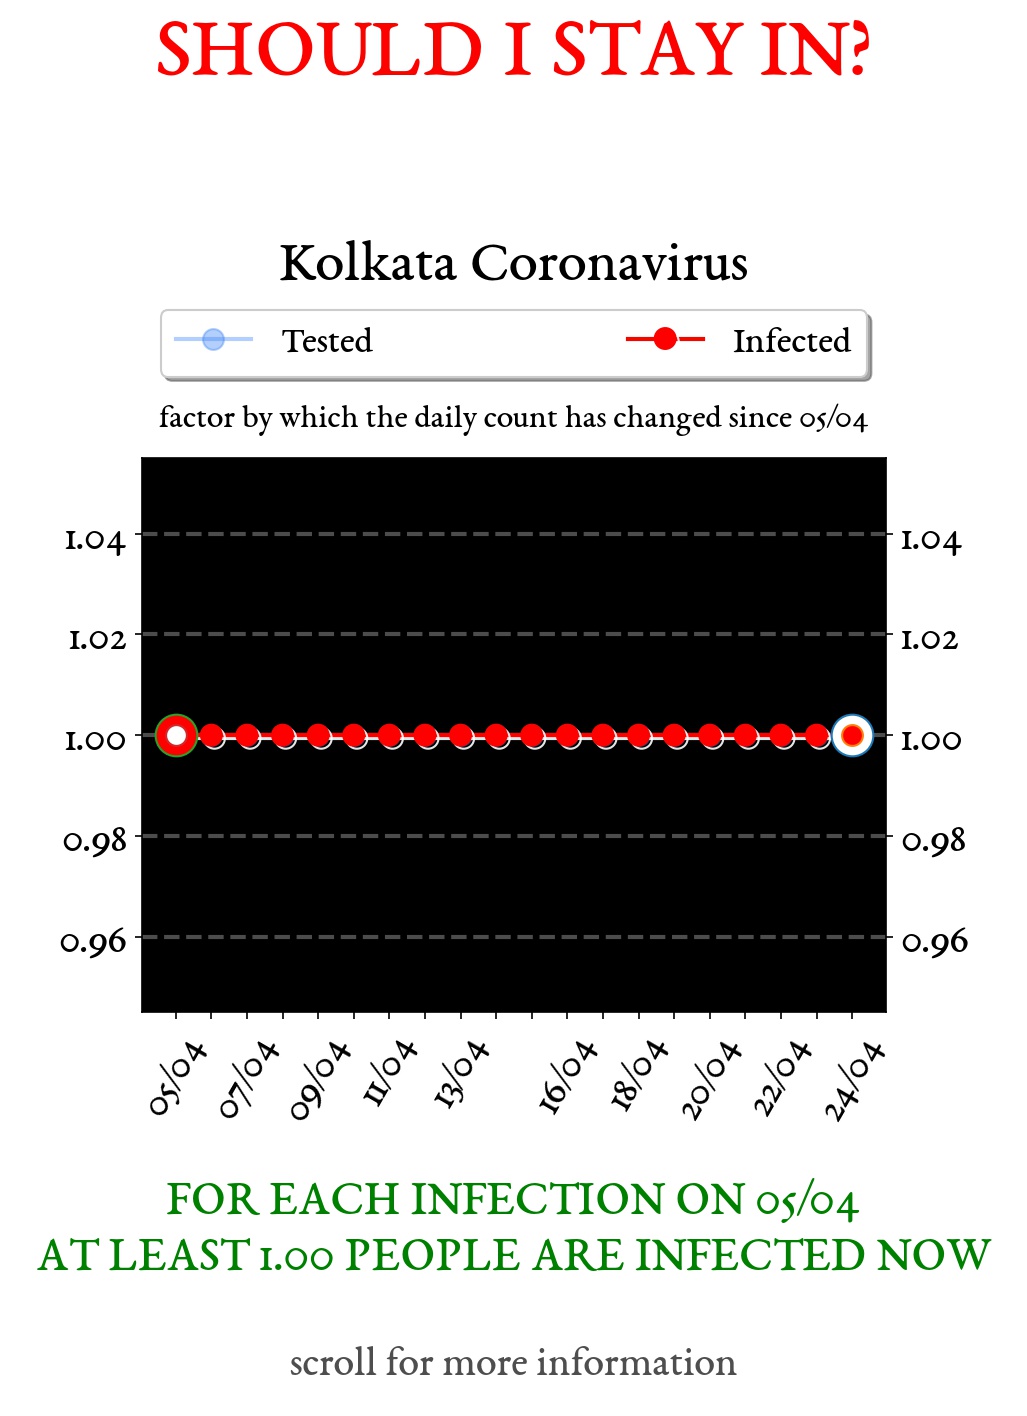 SHOULD I STAY IN?
Kolkata Coronavirus
Tested Infected
factor by which the daily count has changed since 05/04
1.04 1.04
1.02 1.02
1.00 1.00
0.98 0.98
0.96 0.96
05/04 07/04 09/04 11/04 13/04 16/04 18/04 20/04 22/04 24/04
FOR EACH INFECTION ON 05/04
AT LEAST 1.00 PEOPLE ARE INFECTED NOW
scroll for more information